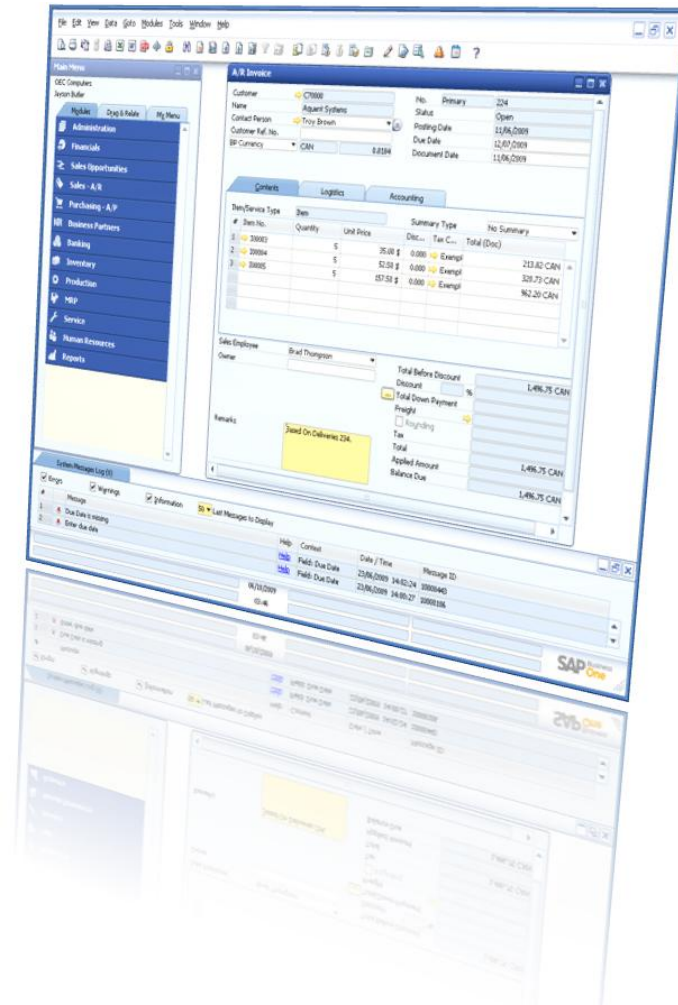 File Edit View Data Goto Modules Tools Window Help
Main Menu
OEC Computers
Jayson Butler
Modules Drag & Relate My Menu
Administration
Financials
Sales Opportunities
Sales - A/R
Purchasing - A/P
Business Partners
Banking
Inventory
Production
MRP
Service
Human Resources
Reports
A/R Invoice
Customer C70000 No. Primary 224
Name Aquent Systems Status Open
Contact Person Troy Brown Posting Date 11/06/2009
Customer Ref. No. Due Date 12/07/2009
BP Currency CAN 0.8184 Document Date 11/06/2009
Contents Logistics Accounting
Item/Service Type Item Summary Type No Summary
# Item No. Quantity Unit Price Disc... Tax C... Total (Doc)
1 I00003 5 35.00 $ 0.000 Exempt 213.82 CAN
2 I00004 5 52.50 $ 0.000 Exempt 320.73 CAN
3 I00005 5 157.50 $ 0.000 Exempt 962.20 CAN
Sales Employee Brad Thompson
Owner
Total Before Discount 1,496.75 CAN
Discount %
Total Down Payment
Freight
Rounding
Tax
Total 1,496.75 CAN
Applied Amount
Balance Due 1,496.75 CAN
Remarks Based On Deliveries 234.
System Messages Log (8)
Errors Warnings Information 50 Last Messages to Display
# Message Help Context Date / Time Message ID
1 Due Date is missing Help Field: Due Date 23/06/2009 14:02:24
2 Enter due date Help Field: Due Date 23/06/2009 14:00:27
SAP Business One